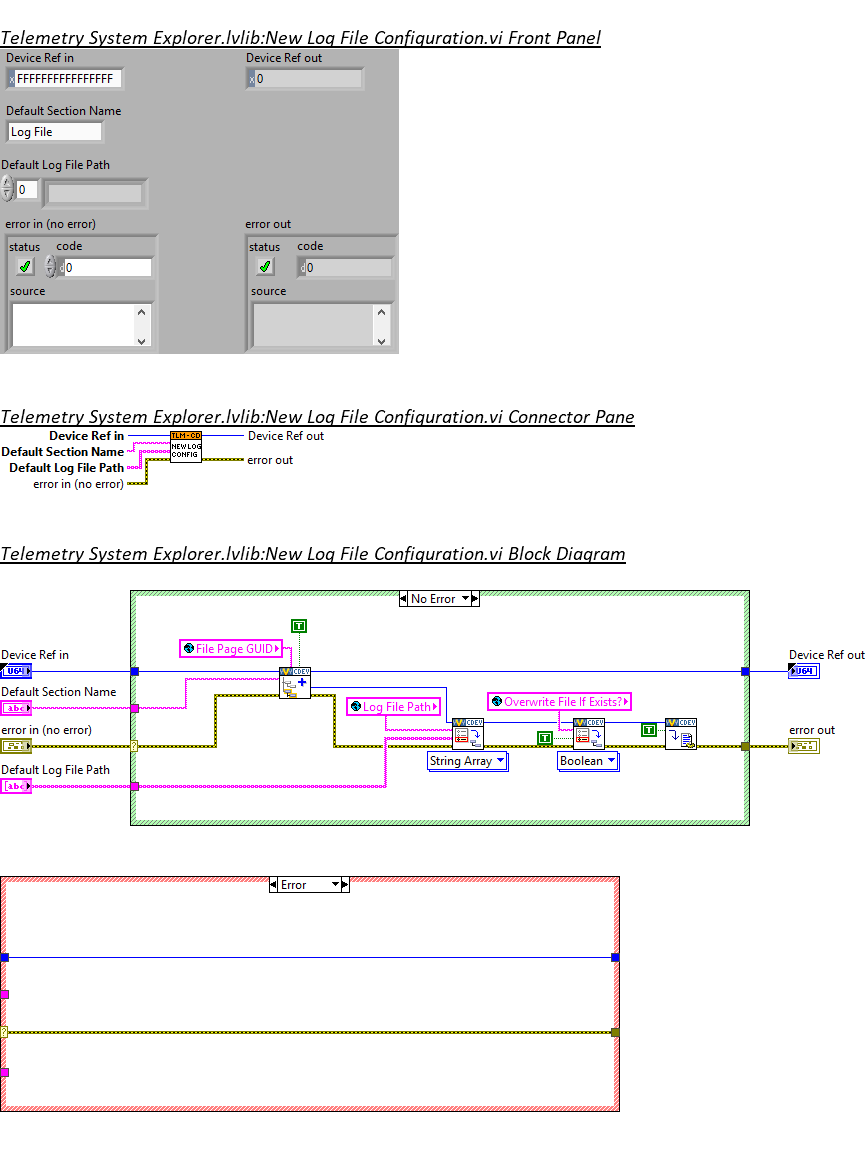 Telemetry System Explorer.lvlib:New Log File Configuration.vi Front Panel
Device Ref in
Device Ref out
x FFFFFFFFFFFFFFFF
x 0
Default Section Name
Log File
Default Log File Path
0
error in (no error)
error out
status code
status code
d 0
d 0
source
source
Telemetry System Explorer.lvlib:New Log File Configuration.vi Connector Pane
Device Ref in
TLM - CD
Device Ref out
Default Section Name
NEW LOG
Default Log File Path
CONFIG
error out
error in (no error)
Telemetry System Explorer.lvlib:New Log File Configuration.vi Block Diagram
No Error
T
File Page GUID
Device Ref in
Device Ref out
U64
CDEV
U64
Default Section Name
abc
Log File Path
Overwrite File If Exists?
error in (no error)
CDEV
CDEV
CDEV
error out
T
T
?
String Array
Boolean
Default Log File Path
[abc]
Error
?